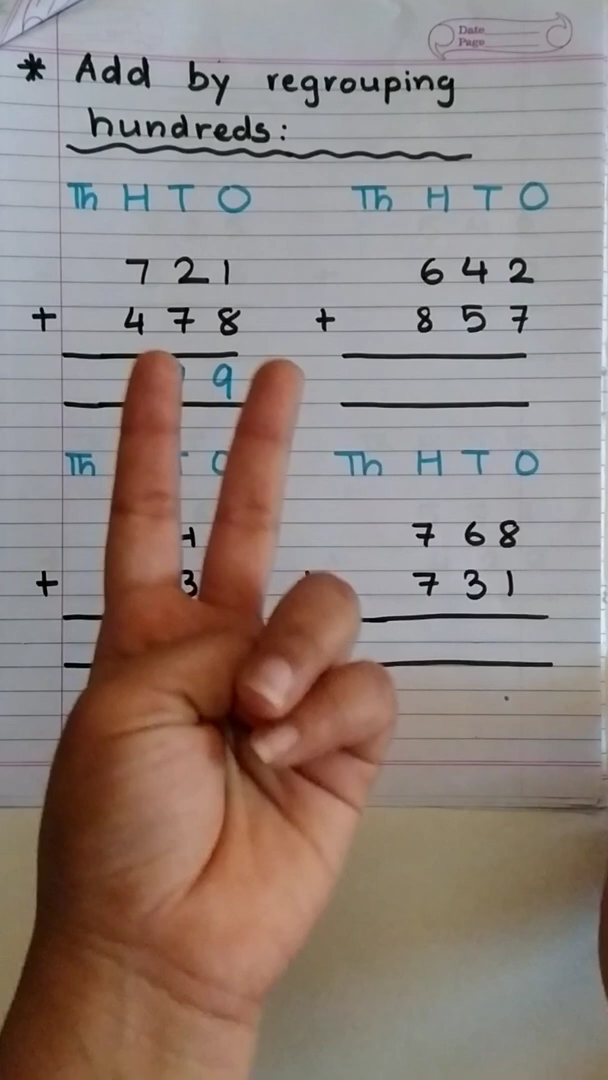 Date
Page
* Add by regrouping
hundreds:
Th H T O Th H T O
7 2 1 6 4 2
+ 4 7 8 + 8 5 7
9
Th Th H T O
7 6 8
+ 3 7 3 1